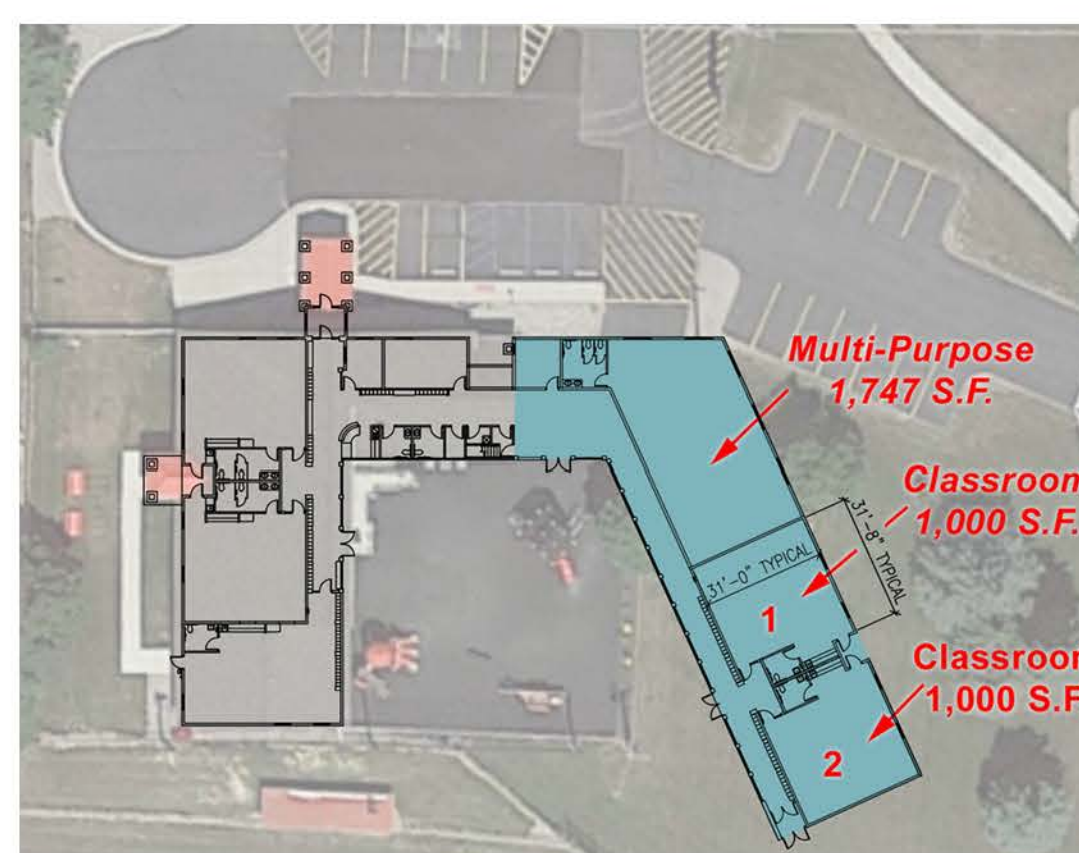 Multi-Purpose
1,747 S.F.
Classroom
1,000 S.F.
31'-8" TYPICAL
31'-0" TYPICAL
1
Classroom
1,000 S.F
2